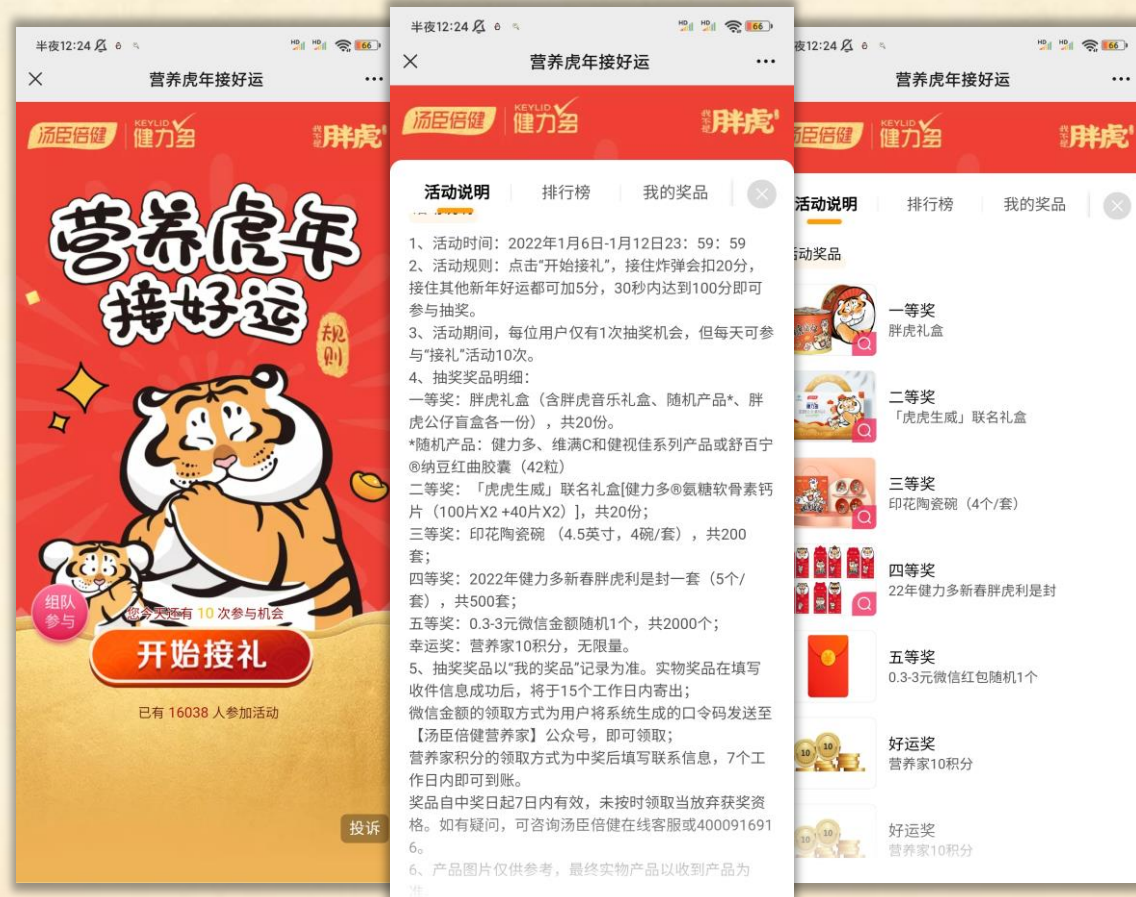 半夜12:24
HD HD 66
营养虎年接好运
汤臣倍健 KEYLID 健力多 我不是胖虎
营养虎年
接好运
规则
组队
参与
您今天还有 10 次参与机会
开始接礼
已有 16038 人参加活动
投诉
半夜12:24
HD HD 66
营养虎年接好运
汤臣倍健 KEYLID 健力多 我不是胖虎
活动说明 排行榜 我的奖品
1、活动时间：2022年1月6日-1月12日23：59：59
2、活动规则：点击“开始接礼”，接住炸弹会扣20分，
接住其他新年好运都可加5分，30秒内达到100分即可
参与抽奖。
3、活动期间，每位用户仅有1次抽奖机会，但每天可参
与“接礼”活动10次。
4、抽奖奖品明细：
一等奖：胖虎礼盒（含胖虎音乐礼盒、随机产品*、胖
虎公仔盲盒各一份），共20份。
*随机产品：健力多、维满C和健视佳系列产品或舒百宁
®纳豆红曲胶囊（42粒）
二等奖：「虎虎生威」联名礼盒[健力多®氨糖软骨素钙
片（100片X2 +40片X2）]，共20份；
三等奖：印花陶瓷碗 （4.5英寸，4碗/套），共200
套；
四等奖：2022年健力多新春胖虎利是封一套（5个/
套），共500套；
五等奖：0.3-3元微信金额随机1个，共2000个；
幸运奖：营养家10积分，无限量。
5、抽奖奖品以“我的奖品”记录为准。实物奖品在填写
收件信息成功后，将于15个工作日内寄出；
微信金额的领取方式为用户将系统生成的口令码发送至
【汤臣倍健营养家】公众号，即可领取；
营养家积分的领取方式为中奖后填写联系信息，7个工
作日内即可到账。
奖品自中奖日起7日内有效，未按时领取当放弃获奖资
格。如有疑问，可咨询汤臣倍健在线客服或400091691
6。
6、产品图片仅供参考，最终实物产品以收到产品为
准。
夜12:24
HD HD 66
营养虎年接好运
臣倍健 KEYLID 健力多 我不是胖虎
活动说明 排行榜 我的奖品
动奖品
一等奖
胖虎礼盒
二等奖
「虎虎生威」联名礼盒
三等奖
印花陶瓷碗（4个/套）
四等奖
22年健力多新春胖虎利是封
五等奖
0.3-3元微信红包随机1个
10 10
好运奖
营养家10积分
10 10
好运奖
营养家10积分